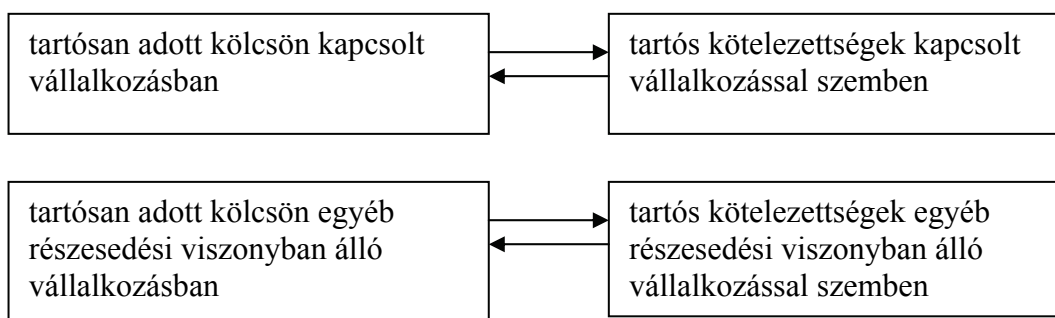 tartósan adott kölcsön kapcsolt
vállalkozásban
tartós kötelezettségek kapcsolt
vállalkozással szemben
tartósan adott kölcsön egyéb
részesedési viszonyban álló
vállalkozásban
tartós kötelezettségek egyéb
részesedési viszonyban álló
vállalkozással szemben